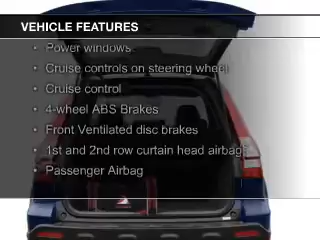 VEHICLE FEATURES
• Power windows
• Cruise controls on steering wheel
• Cruise control
• 4-wheel ABS Brakes
• Front Ventilated disc brakes
• 1st and 2nd row curtain head airbags
• Passenger Airbag